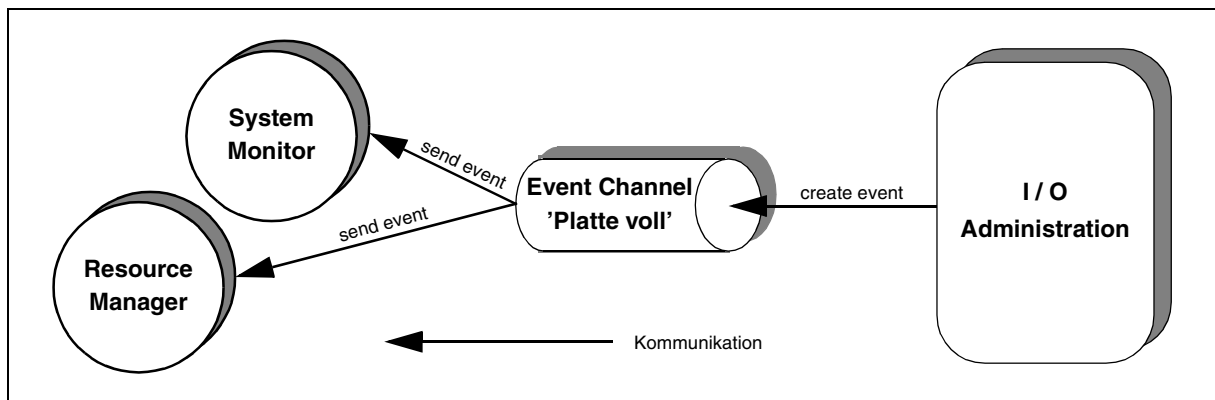 System
Monitor
send event
send event
Resource
Manager
Event Channel
’Platte voll’
create event
I / O
Administration
Kommunikation